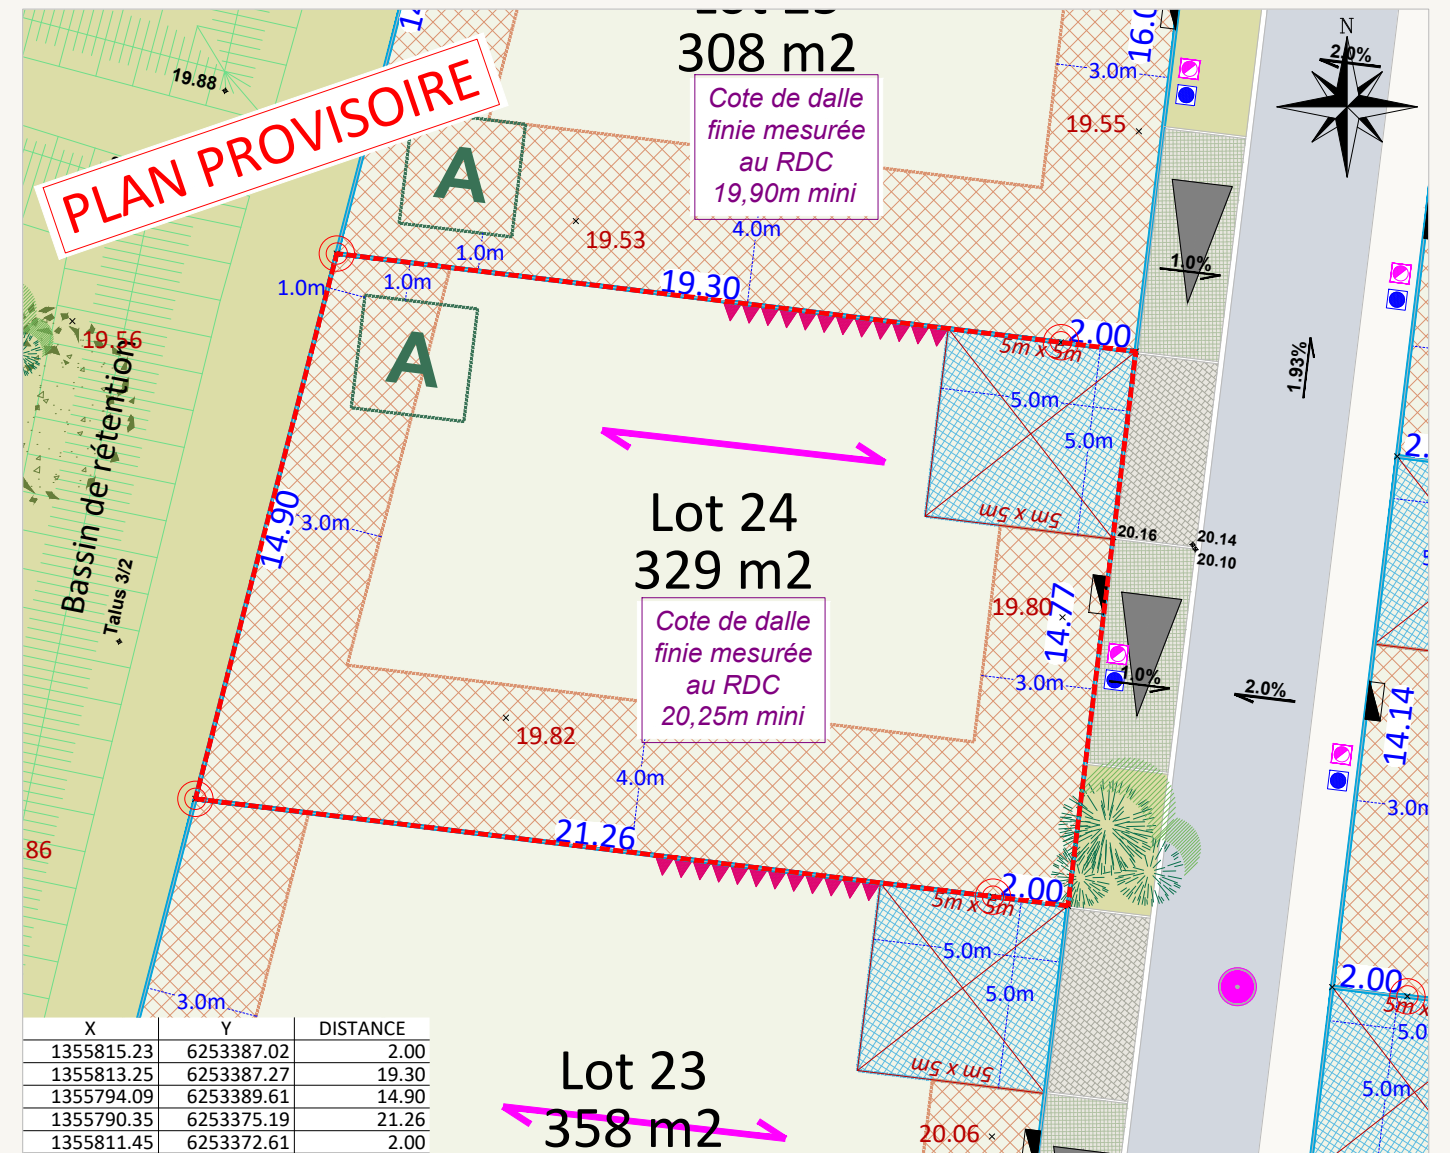 308 m2
Cote de dalle
finie mesurée
au RDC
19,90m mini
PLAN PROVISOIRE
19.88
N
2.0%
3.0m
19.55
A
19.53
4.0m
1.0m
1.0m
1.0m
19.30
2.00
1.0%
19.56
Bassin de rétention
Talus 3/2
A
5m x 5m
5.0m
5.0m
5m x 5m
1.93%
14.90
3.0m
Lot 24
329 m2
Cote de dalle
finie mesurée
au RDC
20,25m mini
20.16
20.14
20.10
19.80
14.77
3.0m
1.0%
2.0%
14.14
3.0m
19.82
4.0m
21.26
2.00
5m x 5m
5.0m
5.0m
5m x 5m
86
3.0m
2.00
5m x
5.0
5.0m
Lot 23
358 m2
20.06
X Y DISTANCE
1355815.23 6253387.02 2.00
1355813.25 6253387.27 19.30
1355794.09 6253389.61 14.90
1355790.35 6253375.19 21.26
1355811.45 6253372.61 2.00